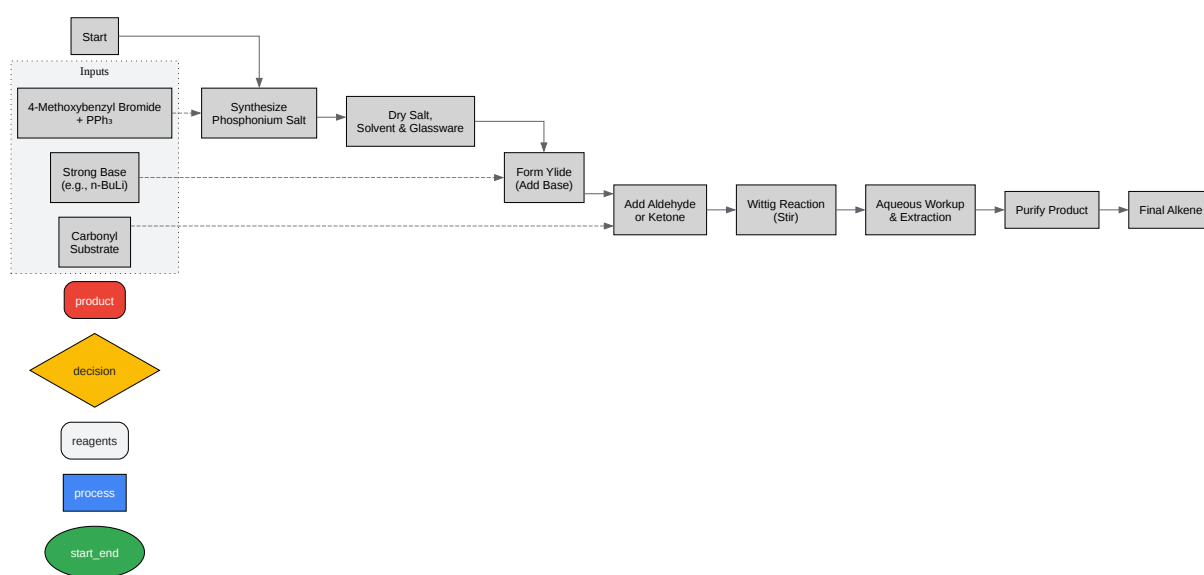 Start
Inputs
4-Methoxybenzyl Bromide
+ PPh₃
Synthesize
Phosphonium Salt
Dry Salt,
Solvent & Glassware
Strong Base
(e.g., n-BuLi)
Form Ylide
(Add Base)
Carbonyl
Substrate
Add Aldehyde
or Ketone
Wittig Reaction
(Stir)
Aqueous Workup
& Extraction
Purify Product
Final Alkene
product
decision
reagents
process
start_end